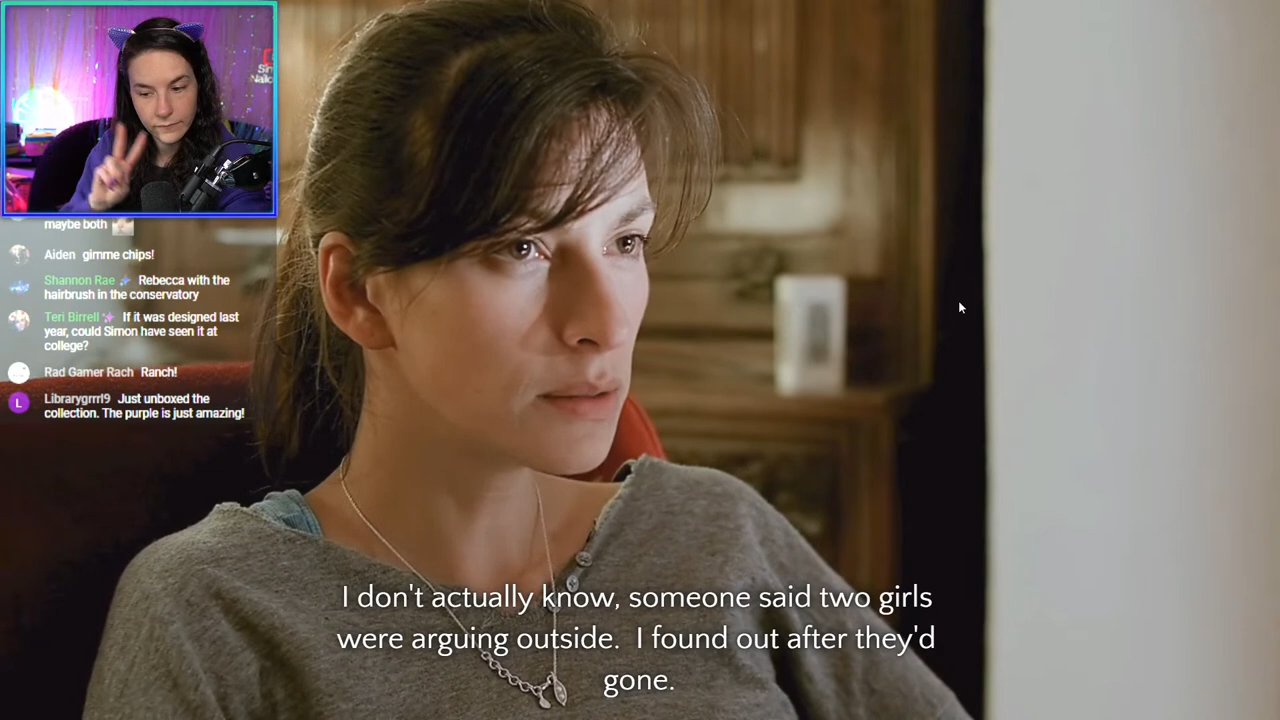 maybe both
Aiden gimme chips!
Shannon Rae Rebecca with the
hairbrush in the conservatory
Teri Birrell If it was designed last
year, could Simon have seen it at
college?
Rad Gamer Rach Ranch!
L Librarygrrrl9 Just unboxed the
collection. The purple is just amazing!
I don't actually know, someone said two girls
were arguing outside. I found out after they'd
gone.